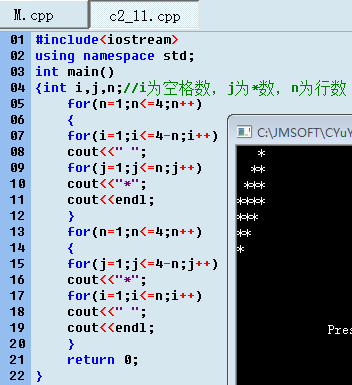 M.cpp c2_11.cpp
01 #include<iostream>
02 using namespace std;
03 int main()
04 {int i,j,n;//i为空格数，j为*数，n为行数
05 for(n=1;n<=4;n++)
06 {
07 for(i=1;i<=4-n;i++)
08 cout<<" ";
09 for(j=1;j<=n;j++)
10 cout<<"*";
11 cout<<endl;
12 }
13 for(n=1;n<=4;n++)
14 {
15 for(j=1;j<=4-n;j++)
16 cout<<"*";
17 for(i=1;i<=n;i++)
18 cout<<" ";
19 cout<<endl;
20 }
21 return 0;
22 }
C:\JMSOFT\CYuY
   *
  **
 ***
****
***
**
*
Pres